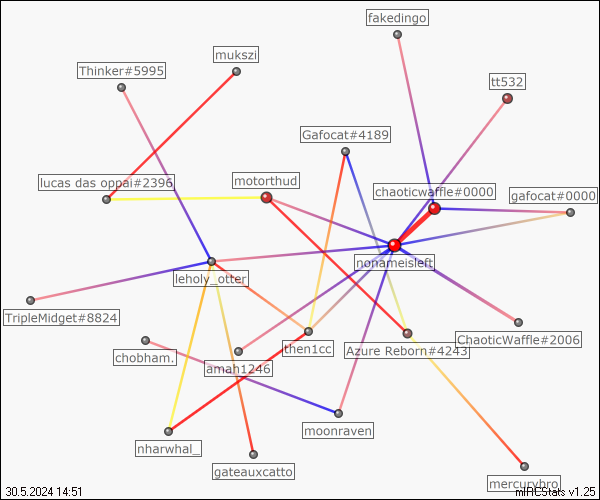 fakedingo
mukszi
Thinker#5995
tt532
Gafocat#4189
lucas das oppai#2396
motorthud
chaoticwaffle#0000
gafocat#0000
nonameisleft
leholy_otter
TripleMidget#8824
ChaoticWaffle#2006
then1cc
Azure Reborn#4243
chobham.
amah1246
moonraven
nharwhal_
gateauxcatto
mercurybro
30.5.2024 14:51
mIRCStats v1.25